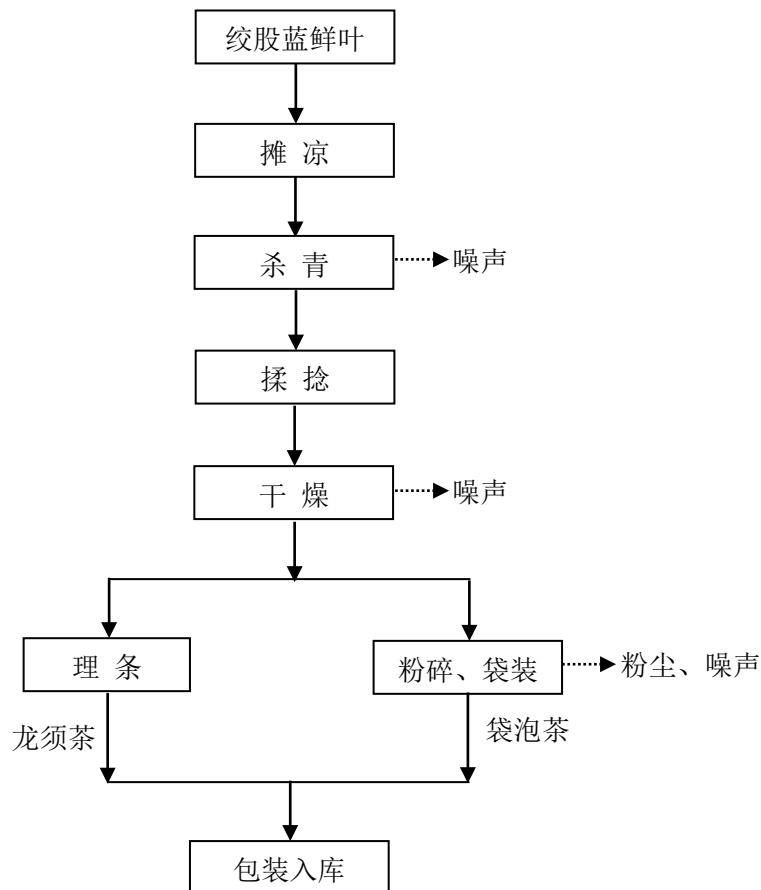 绞股蓝鲜叶
摊 凉
杀 青
噪声
揉 捻
干 燥
噪声
理 条
粉碎、袋装
粉尘、噪声
龙须茶
袋泡茶
包装入库